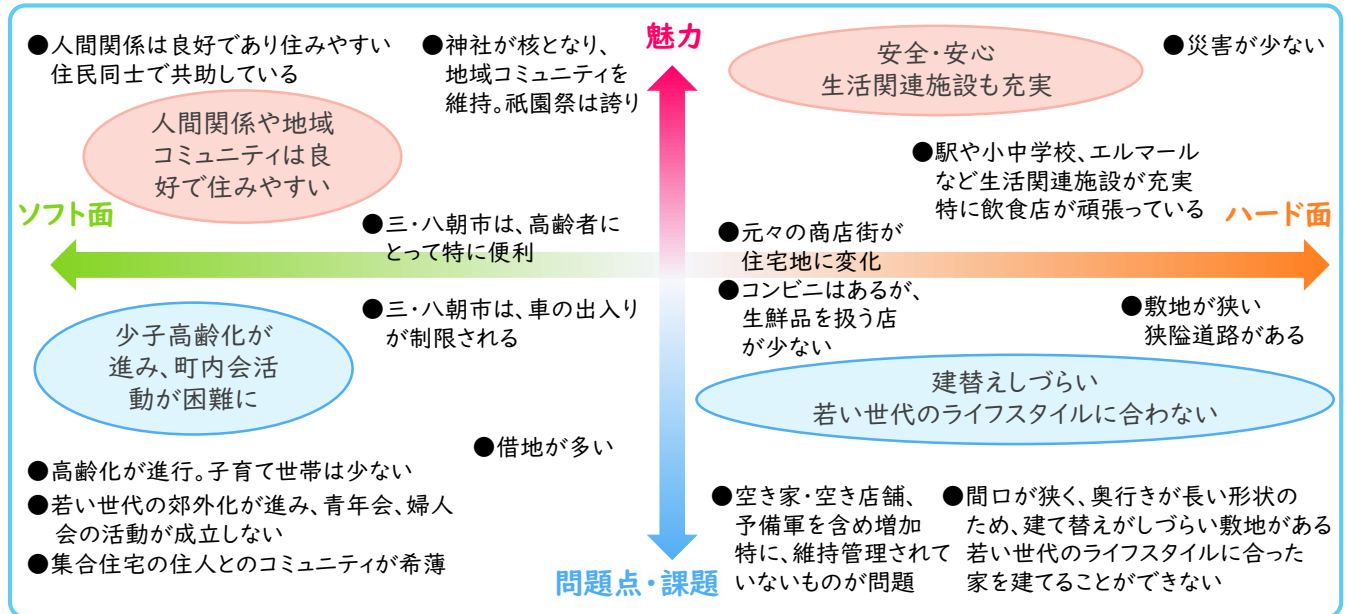 魅力
●人間関係は良好であり住みやすい
住民同士で共助している
●神社が核となり、
地域コミュニティを
維持。祇園祭は誇り
人間関係や地域
コミュニティは良
好で住みやすい
安全・安心
生活関連施設も充実
●災害が少ない
●駅や小中学校、エルマール
など生活関連施設が充実
特に飲食店が頑張っている
ソフト面
ハード面
●三・八朝市は、高齢者に
とって特に便利
●元々の商店街が
住宅地に変化
●三・八朝市は、車の出入り
が制限される
●コンビニはあるが、
生鮮品を扱う店
が少ない
●敷地が狭い
狭隘道路がある
少子高齢化が
進み、町内会活
動が困難に
建替えしづらい
若い世代のライフスタイルに合わない
●借地が多い
●高齢化が進行。子育て世帯は少ない
●若い世代の郊外化が進み、青年会、婦人
会の活動が成立しない
●集合住宅の住人とのコミュニティが希薄
●空き家・空き店舗、
予備軍を含め増加
特に、維持管理されて
いないものが問題
●間口が狭く、奥行きが長い形状の
ため、建て替えがしづらい敷地がある
若い世代のライフスタイルに合った
家を建てることができない
問題点・課題